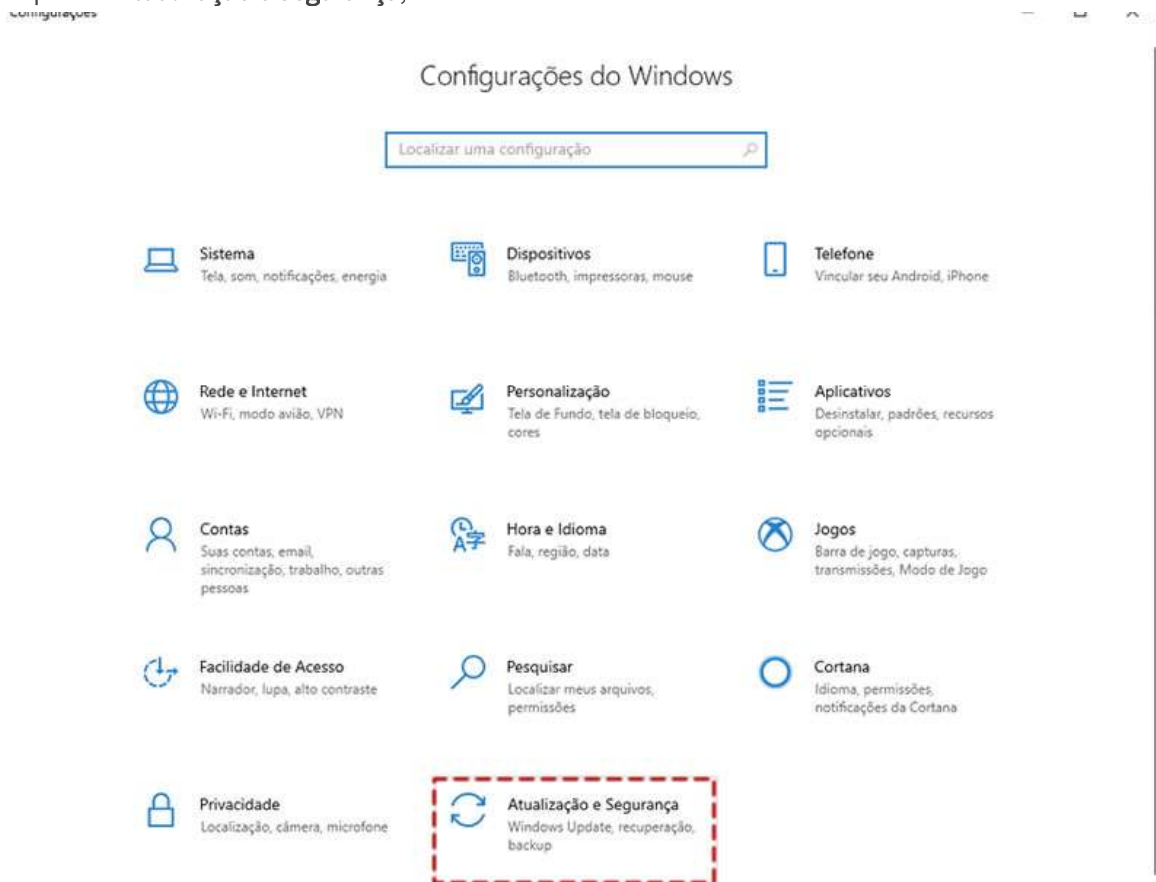 Configurações
Configurações do Windows
Localizar uma configuração
Sistema
Tela, som, notificações, energia
Dispositivos
Bluetooth, impressoras, mouse
Telefone
Vincular seu Android, iPhone
Rede e Internet
Wi-Fi, modo avião, VPN
Personalização
Tela de Fundo, tela de bloqueio,
cores
Aplicativos
Desinstalar, padrões, recursos
opcionais
Contas
Suas contas, email,
sincronização, trabalho, outras
pessoas
Hora e Idioma
Fala, região, data
Jogos
Barra de jogo, capturas,
transmissões, Modo de Jogo
Facilidade de Acesso
Narrador, lupa, alto contraste
Pesquisar
Localizar meus arquivos,
permissões
Cortana
Idioma, permissões,
notificações da Cortana
Privacidade
Localização, câmera, microfone
Atualização e Segurança
Windows Update, recuperação,
backup